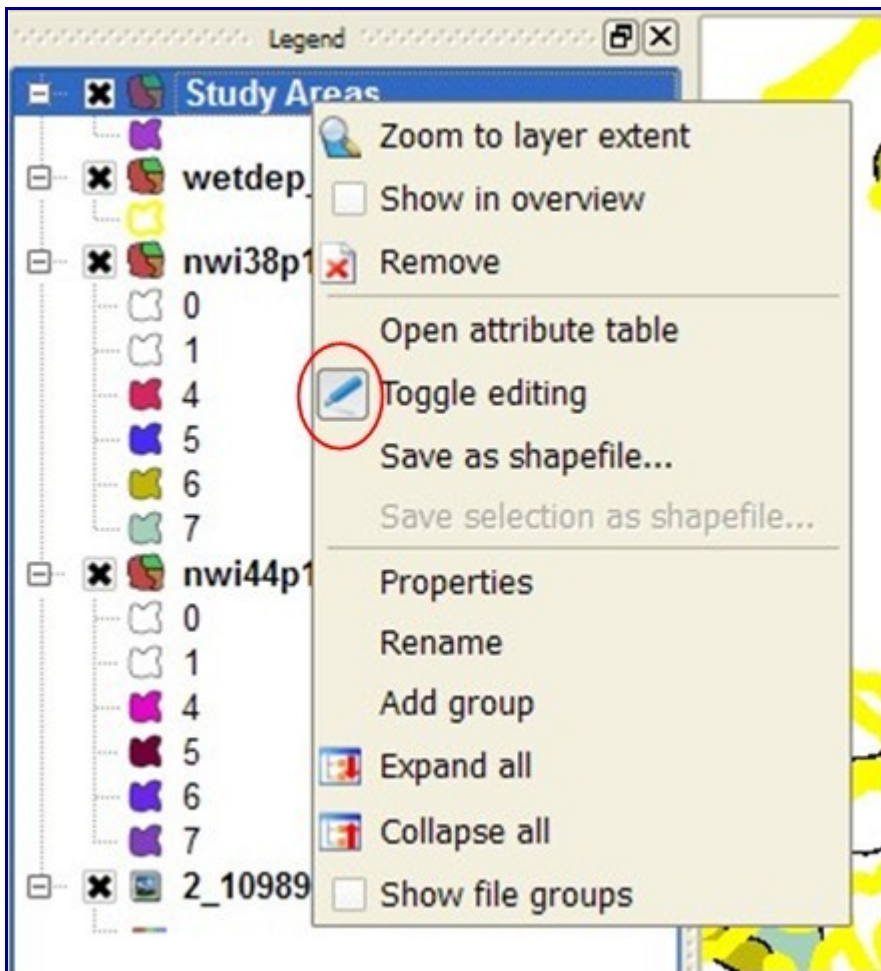 Legend
Study Areas
Zoom to layer extent
wetdep_
Show in overview
nwi38p1
Remove
0
Open attribute table
1
4
Toggle editing
5
Save as shapefile...
6
Save selection as shapefile...
7
nwi44p1
Properties
0
Rename
1
4
Add group
5
Expand all
6
7
Collapse all
2_10989
Show file groups